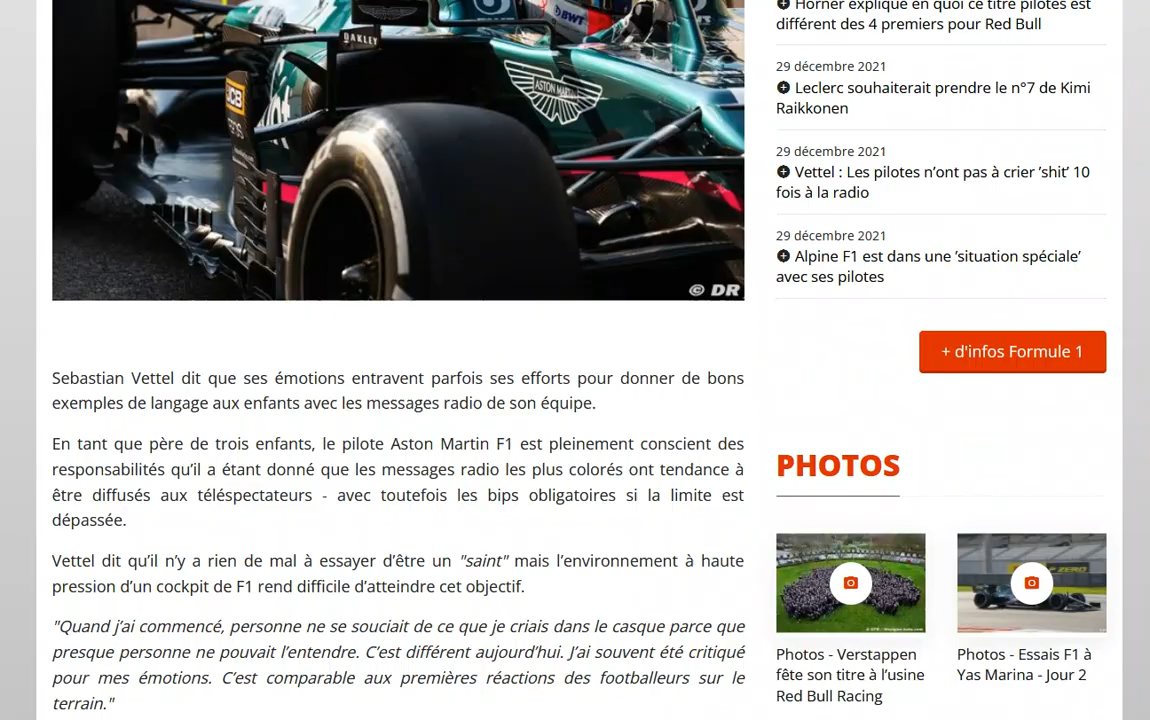 OAKLEY
BWT
JCB
ASTON MARTIN
© DR
Sebastian Vettel dit que ses émotions entravent parfois ses efforts pour donner de bons
exemples de langage aux enfants avec les messages radio de son équipe.
En tant que père de trois enfants, le pilote Aston Martin F1 est pleinement conscient des
responsabilités qu’il a étant donné que les messages radio les plus colorés ont tendance à
être diffusés aux téléspectateurs - avec toutefois les bips obligatoires si la limite est
dépassée.
Vettel dit qu’il n’y a rien de mal à essayer d’être un "saint" mais l’environnement à haute
pression d’un cockpit de F1 rend difficile d’atteindre cet objectif.
"Quand j’ai commencé, personne ne se souciait de ce que je criais dans le casque parce que
presque personne ne pouvait l’entendre. C’est différent aujourd’hui. J’ai souvent été critiqué
pour mes émotions. C’est comparable aux premières réactions des footballeurs sur le
terrain."
Horner explique en quoi ce titre pilotes est
différent des 4 premiers pour Red Bull
29 décembre 2021
Leclerc souhaiterait prendre le n°7 de Kimi
Raikkonen
29 décembre 2021
Vettel : Les pilotes n’ont pas à crier ’shit’ 10
fois à la radio
29 décembre 2021
Alpine F1 est dans une ’situation spéciale’
avec ses pilotes
+ d'infos Formule 1
PHOTOS
Photos - Verstappen
fête son titre à l’usine
Red Bull Racing
Photos - Essais F1 à
Yas Marina - Jour 2